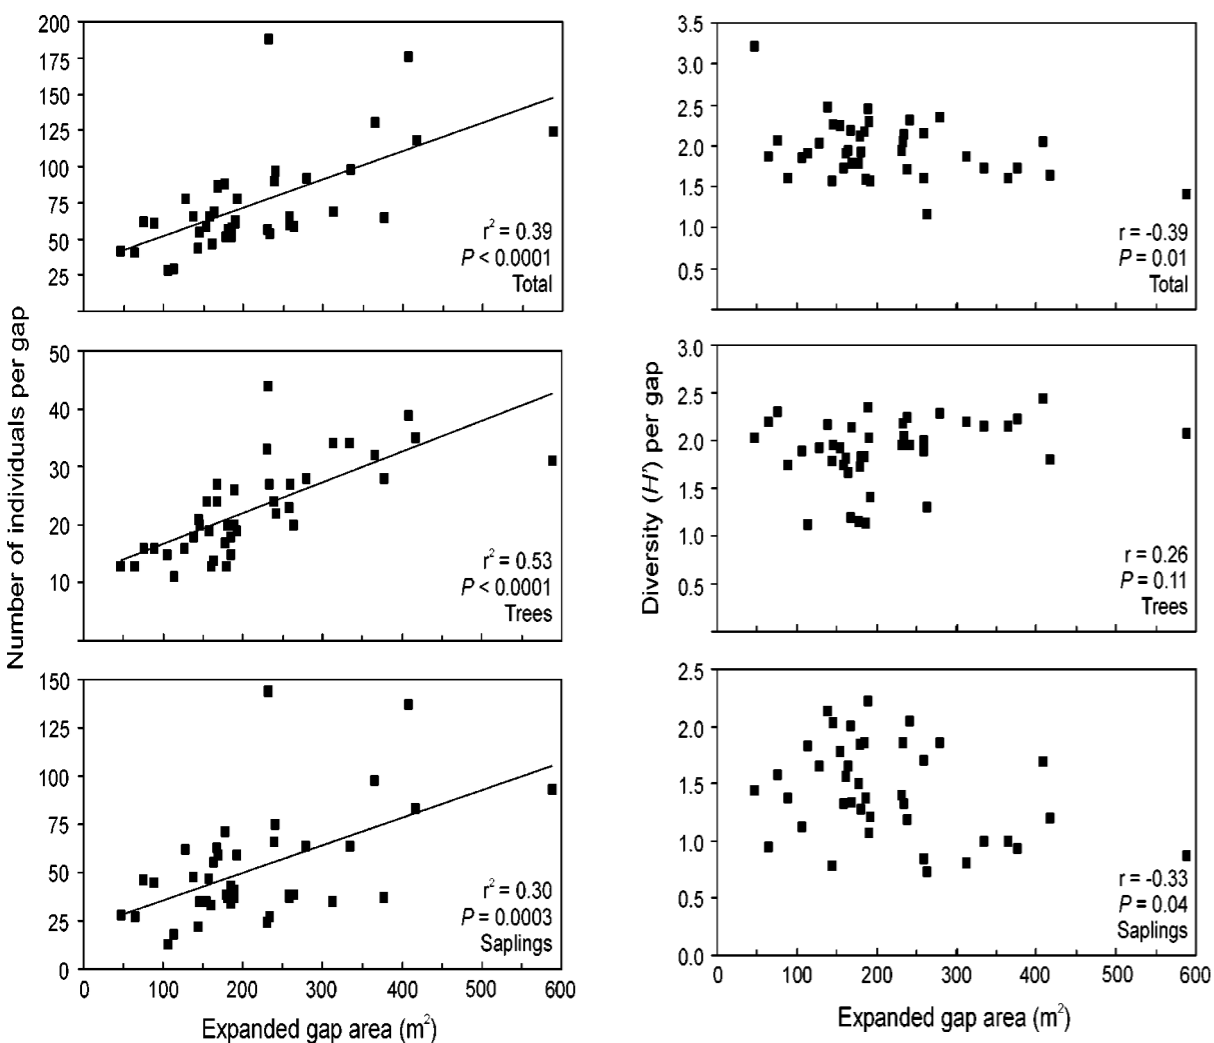 Number of individuals per gap
200
175
150
125
100
75
50
25
r² = 0.39
P < 0.0001
Total
50
40
30
20
10
r² = 0.53
P < 0.0001
Trees
150
125
100
75
50
25
0
r² = 0.30
P = 0.0003
Saplings
0 100 200 300 400 500 600
Expanded gap area (m²)
Diversity (H') per gap
3.5
3.0
2.5
2.0
1.5
1.0
0.5
r = -0.39
P = 0.01
Total
3.0
2.5
2.0
1.5
1.0
0.5
r = 0.26
P = 0.11
Trees
2.5
2.0
1.5
1.0
0.5
0.0
r = -0.33
P = 0.04
Saplings
0 100 200 300 400 500 600
Expanded gap area (m²)